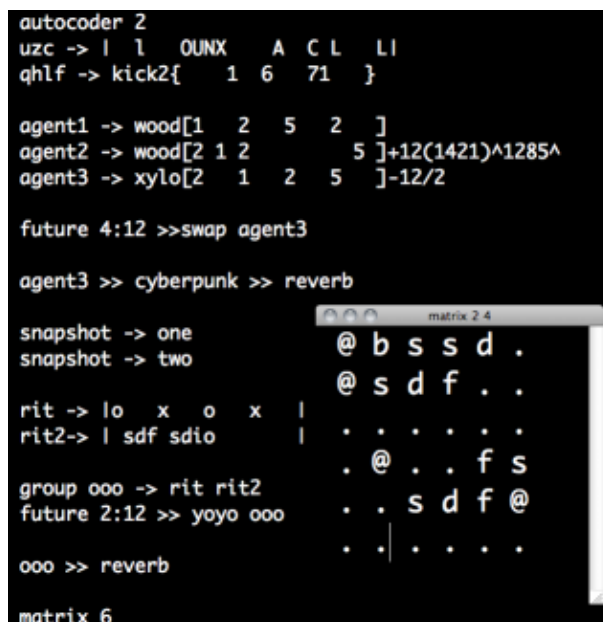 autocoder 2
uzc -> |  l   OUNX    A  C L   L|
qhlf -> kick2{    1  6   71   }
agent1 -> wood[1   2   5   2   ]
agent2 -> wood[2 1 2         5 ]+12(1421)^1285^
agent3 -> xylo[2   1   2   5   ]-12/2
future 4:12 >>swap agent3
agent3 >> cyberpunk >> reverb
snapshot -> one
snapshot -> two
rit -> |o   x   o   x   |
rit2-> | sdf sdio       |
group ooo -> rit rit2
future 2:12 >> yoyo ooo
ooo >> reverb
matrix 6
matrix 2 4
@ b s s d .
@ s d f . .
. . . . . .
. @ . . f s
. . s d f @
. . . . . .